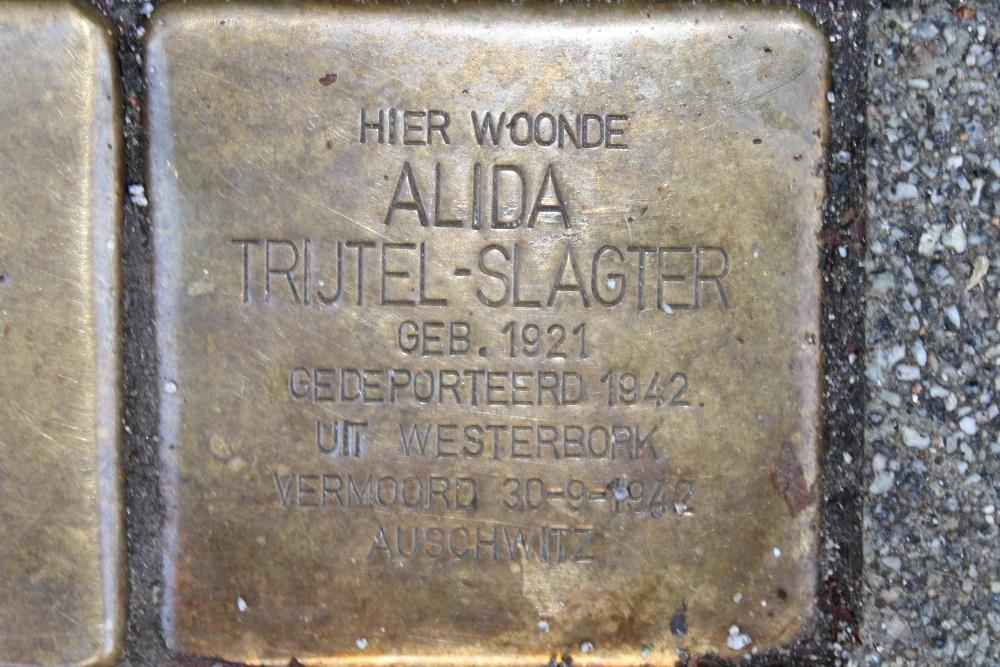 HIER WOONDE
ALIDA
TRIJTEL-SLAGTER
GEB. 1921
GEDEPORTEERD 1942
UIT WESTERBORK
VERMOORD 30-9-1942
AUSCHWITZ